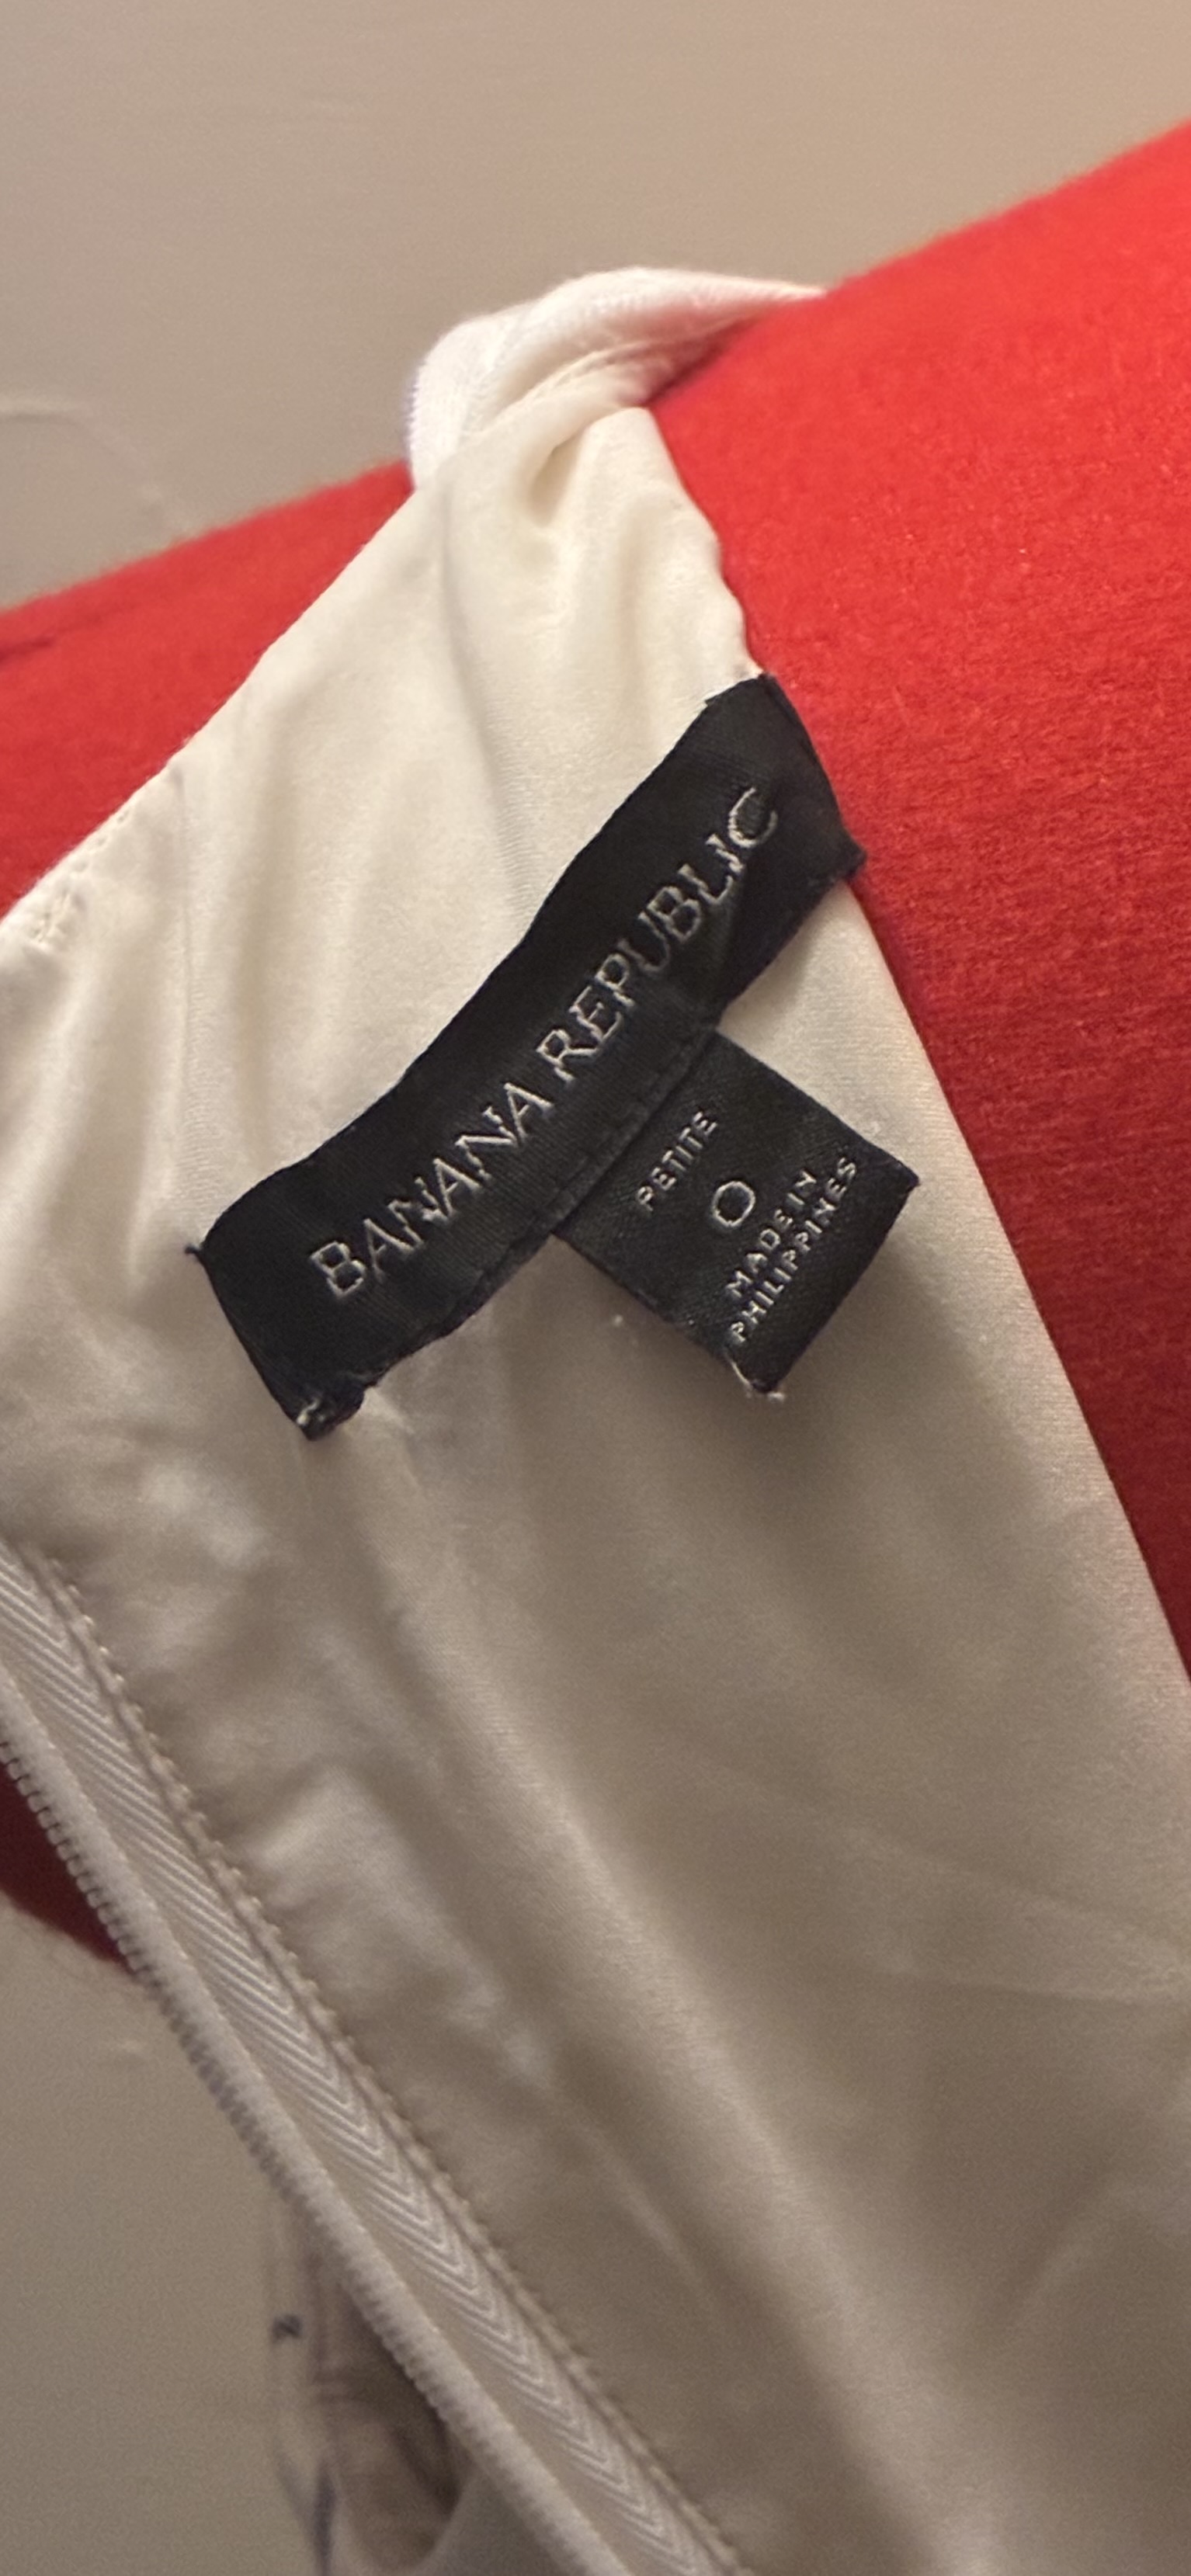 BANANA REPUBLIC
PETITE
0
MADE IN
PHILIPPINES